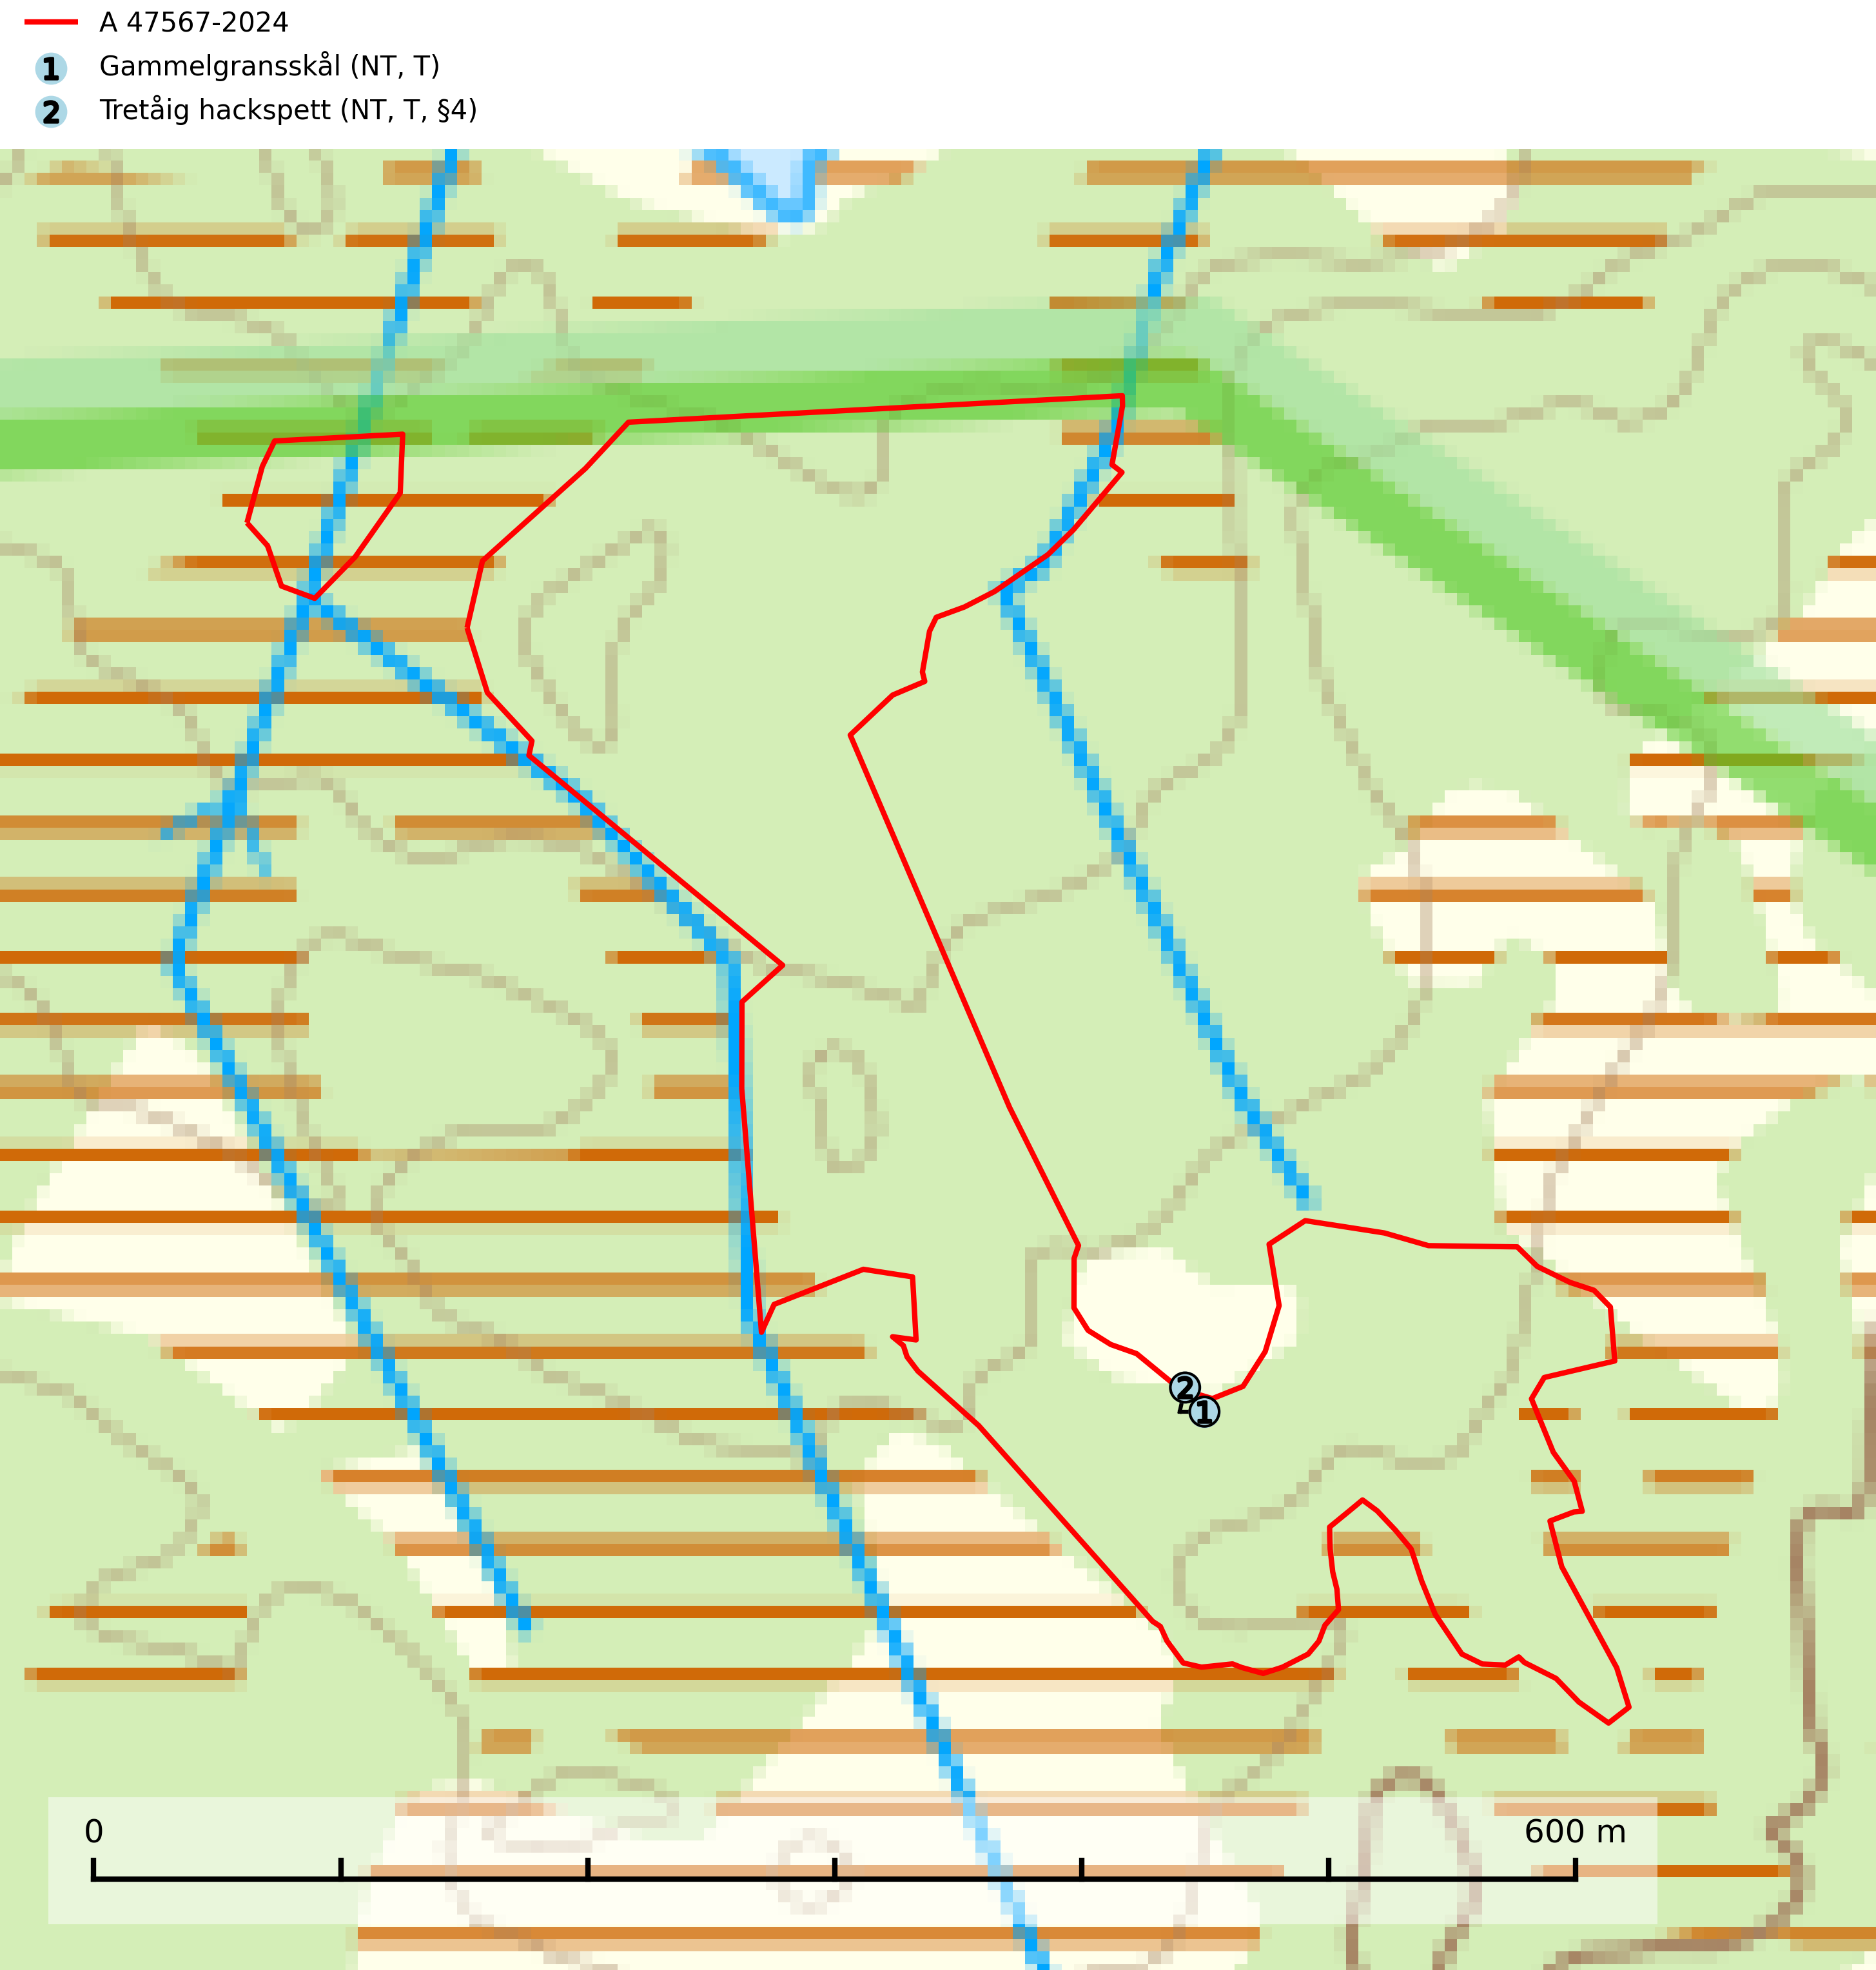 A 47567-2024
1 Gammelgransskål (NT, T)
2 Tretåig hackspett (NT, T, §4)
2
1
0 600 m